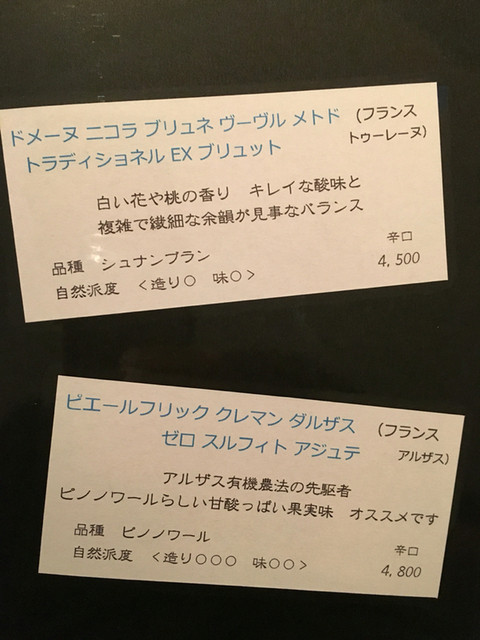 ドメーヌ ニコラ ブリュネ ヴーヴル メトド (フランス
トラディショネル EX ブリュット トゥーレーヌ)
白い花や桃の香り キレイな酸味と
複雑で繊細な余韻が見事なバランス
品種 シュナンブラン 辛口
自然派度 <造り○ 味○> 4,500
ピエールフリック クレマン ダルザス (フランス
ゼロ スルフィト アジュテ アルザス)
アルザス有機農法の先駆者
ピノノワールらしい甘酸っぱい果実味 オススメです
品種 ピノノワール 辛口
自然派度 <造り○○○ 味○○> 4,800